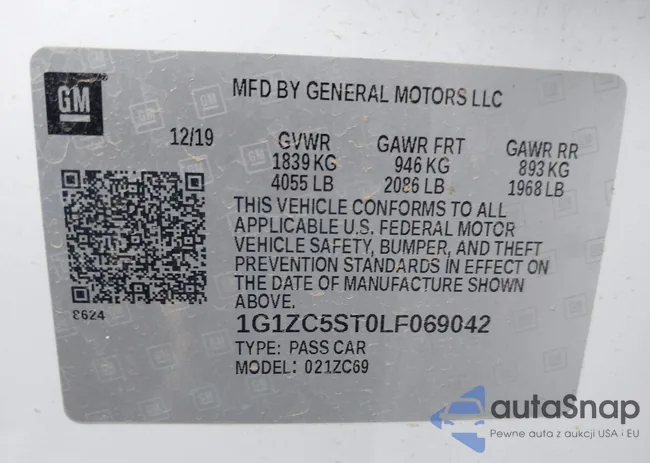 GM
MFD BY GENERAL MOTORS LLC
12/19 GVWR GAWR FRT GAWR RR
1839 KG 946 KG 893 KG
4055 LB 2086 LB 1968 LB
THIS VEHICLE CONFORMS TO ALL
APPLICABLE U.S. FEDERAL MOTOR
VEHICLE SAFETY, BUMPER, AND THEFT
PREVENTION STANDARDS IN EFFECT ON
THE DATE OF MANUFACTURE SHOWN
ABOVE.
8624
1G1ZC5ST0LF069042
TYPE: PASS CAR
MODEL: 021ZC69
autaSnap
Pewne auta z aukcji USA i EU